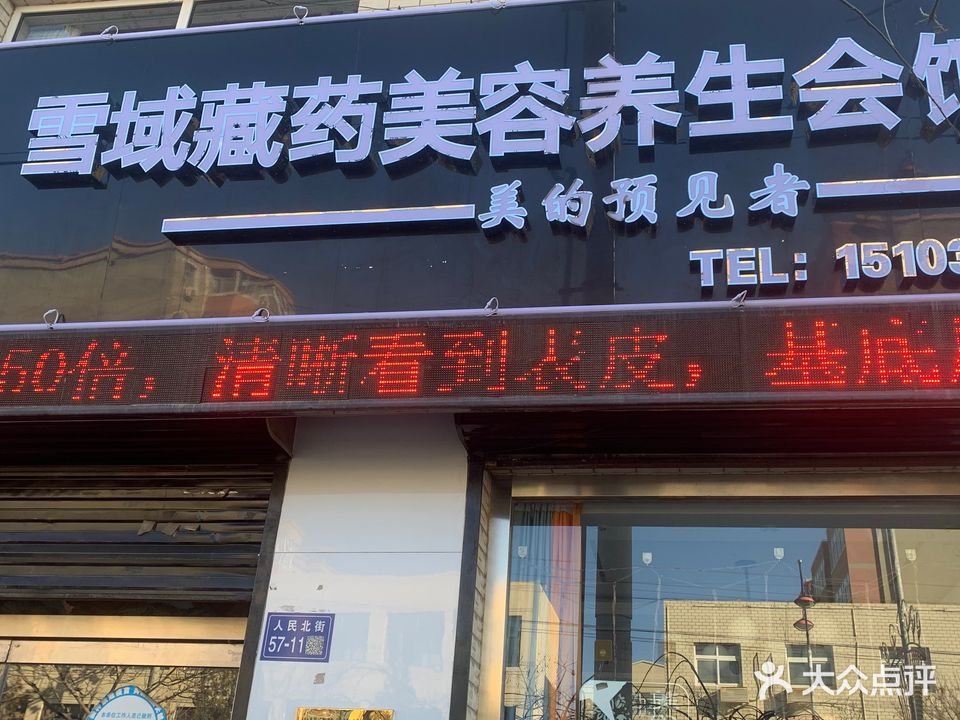 雪域藏药美容养生会馆
美的预见者
TEL: 15103
50倍，清晰看到表皮，基底
人民北街
57-11
大众点评